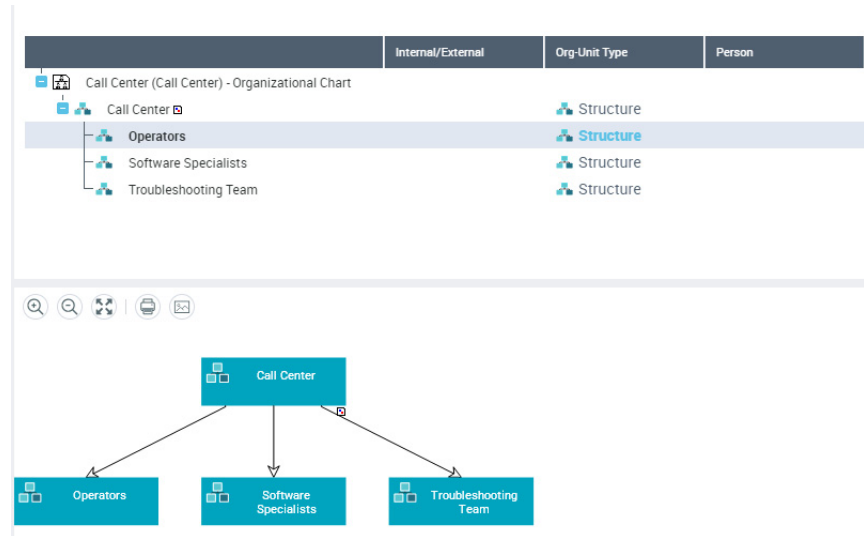 Internal/External Org-Unit Type Person
Call Center (Call Center) - Organizational Chart
Call Center Structure
Operators Structure
Software Specialists Structure
Troubleshooting Team Structure
Call Center
Operators
Software
Specialists
Troubleshooting
Team